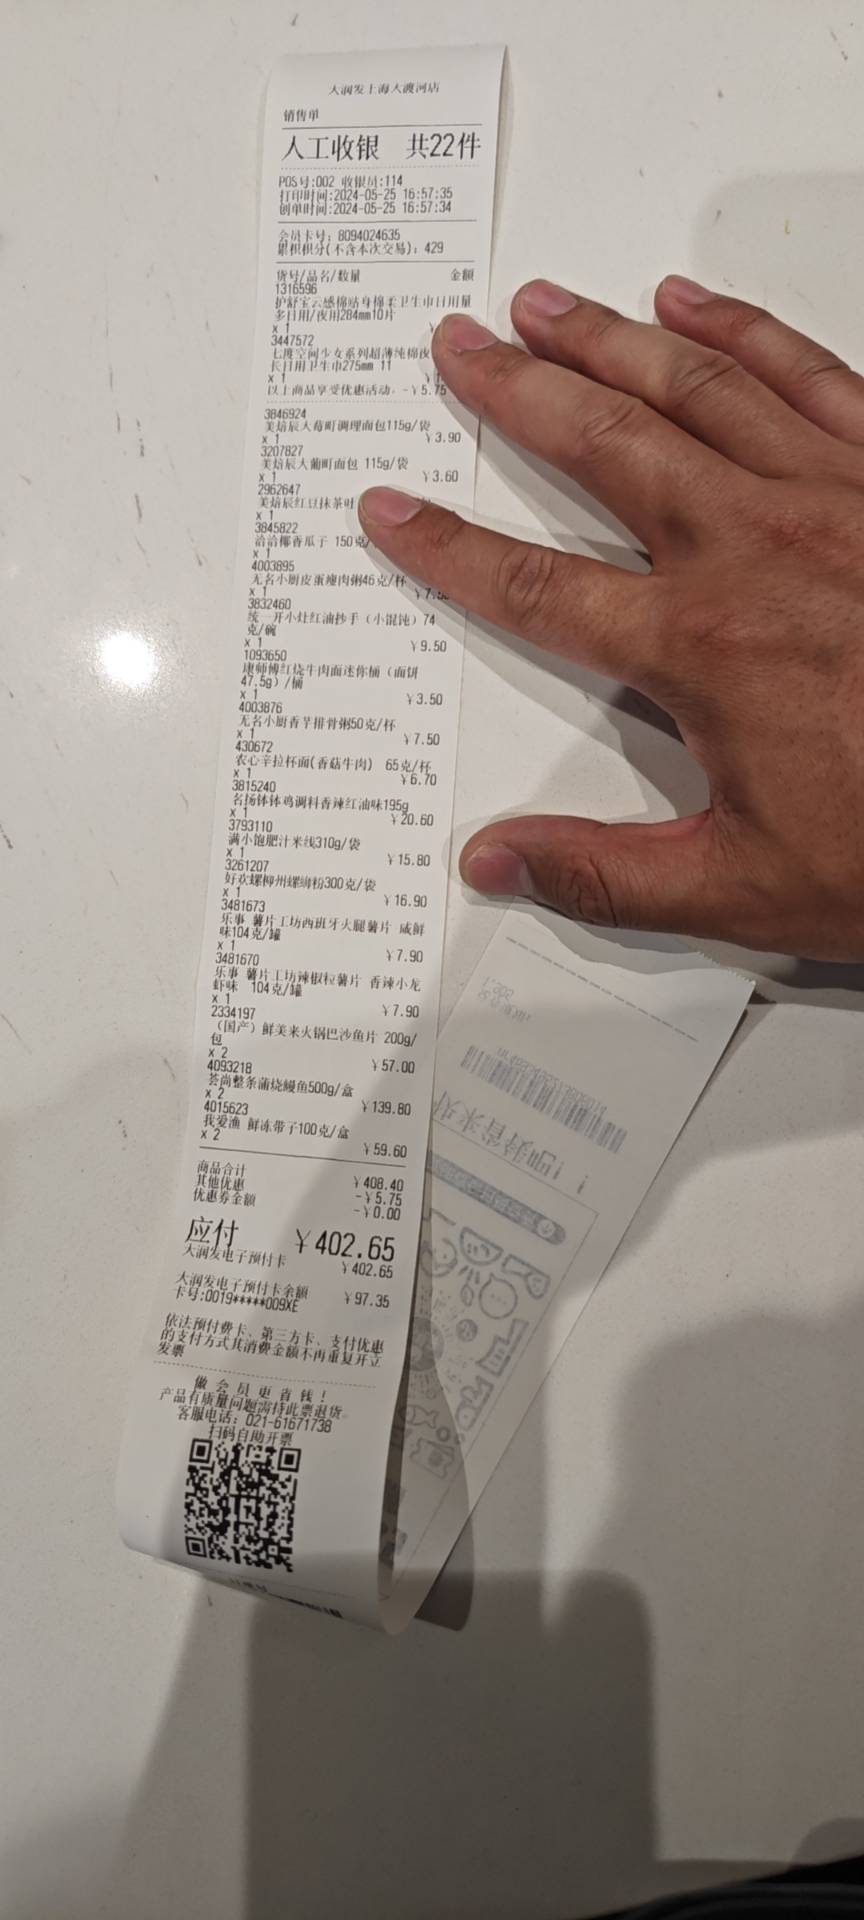 大润发上海大渡河店
销售单
人工收银 共22件
POS号:002 收银员:114
打印时间:2024-05-25 16:57:35
创单时间:2024-05-25 16:57:34
会员卡号: 8094024635
累积积分(不含本次交易): 429
货号/品名/数量 金额
1316596
护舒宝云感棉贴身棉柔卫生巾日用量
多日用/夜用284mm10片
x 1 ¥
3447572
七度空间少女系列超薄纯棉夜
长日用卫生巾275mm 11
x 1 ¥1
以上商品享受优惠活动, -¥5.75
3846924
美焙辰大莓町调理面包115g/袋
x 1 ¥3.90
3207827
美焙辰大葡町面包 115g/袋
x 1 ¥3.60
2962647
美焙辰红豆抹茶吐
x 1
3845822
洽洽椰香瓜子 150克/
x 1
4003895
无名小厨皮蛋瘦肉粥46克/杯
x 1 ¥7.50
3832460
统一开小灶红油抄手（小混饨）74
克/碗
x 1 ¥9.50
1093650
康师傅红烧牛肉面迷你桶（面饼
47.5g）/桶
x 1 ¥3.50
4003876
无名小厨香芋排骨粥50克/杯
x 1 ¥7.50
430672
农心辛拉杯面(香菇牛肉) 65克/杯
x 1 ¥6.70
3815240
名扬钵钵鸡调料香辣红油味195g
x 1 ¥20.60
3793110
满小饱肥汁米线310g/袋
x 1 ¥15.80
3261207
好欢螺柳州螺蛳粉300克/袋
x 1 ¥16.90
3481673
乐事 薯片工坊西班牙火腿薯片 咸鲜
味104克/罐
x 1 ¥7.90
3481670
乐事 薯片工坊辣椒粒薯片 香辣小龙
虾味 104克/罐
x 1 ¥7.90
2334197
（国产）鲜美来火锅巴沙鱼片 200g/
包
x 2 ¥57.00
4093218
荟尚整条蒲烧鳗鱼500g/盒
x 2 ¥139.80
4015623
我爱渔 鲜冻带子100克/盒
x 2 ¥59.60
商品合计 ¥408.40
其他优惠 -¥5.75
优惠券金额 -¥0.00
应付 ¥402.65
大润发电子预付卡 ¥402.65
大润发电子预付卡余额 ¥97.35
卡号:0019*****009XE
依法预付费卡、第三方卡、支付优惠
的支付方式其消费金额不再重复开立
发票
做 会 员 更 省 钱 !
产品有质量问题需持此票退货。
客服电话: 021-61671738
扫码自助开票